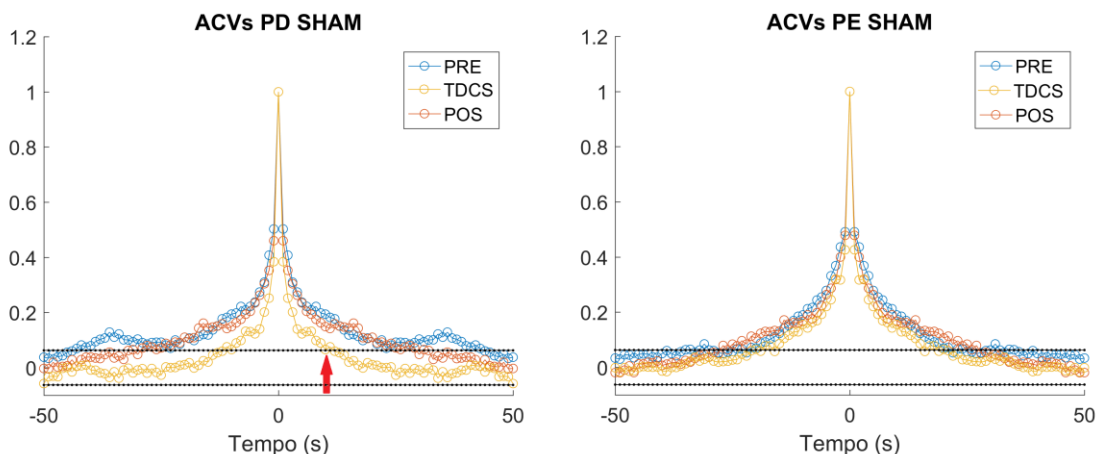 ACVs PD SHAM
1.2
1
0.8
0.6
0.4
0.2
0
-50
0
50
Tempo (s)
PRE
TDCS
POS
ACVs PE SHAM
1.2
1
0.8
0.6
0.4
0.2
0
-50
0
50
Tempo (s)
PRE
TDCS
POS